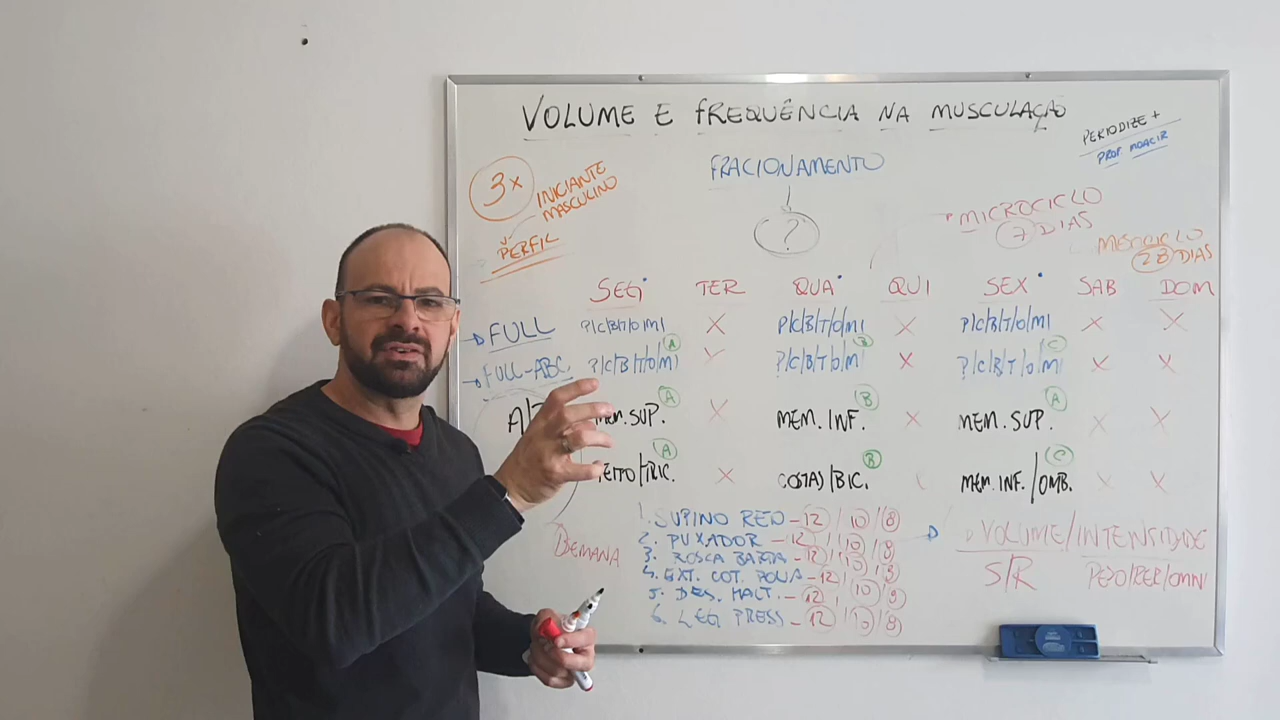 VOLUME E FREQUÊNCIA NA MUSCULAÇÃO
PERIODIZE +
PROF. MOACIR
FRACIONAMENTO
?
3x
INICIANTE
MASCULINO
PERFIL
MICROCICLO
7 DIAS
MESOCICLO
28 DIAS
SEG TER QUA QUI SEX SAB DOM
FULL P/C/B/T/O/M/ X P/C/B/T/O/M/ X P/C/B/T/O/M/ X X
FULL-ABC P/C/B/T/O/M/ A X P/C/B/T/O/M/ B X P/C/B/T/O/M/ C X X
A/ MEM. SUP. A X MEM. INF. B X MEM. SUP. A X X
PEITO/TRIC. A X COSTAS/BIC. B MEM. INF./OMB. C X X
SEMANA
1. SUPINO RED - 12 / 10 / 8
2. PUXADOR - 12 / 10 / 8
3. ROSCA BARRA - 12 / 10 / 8
4. EXT. COT. POLIA - 12 / 10 / 8
5. DES. HALT. - 12 / 10 / 8
6. LEG PRESS - 12 / 10 / 8
VOLUME/INTENSIDADE
S/R PESO/REP/OMNI